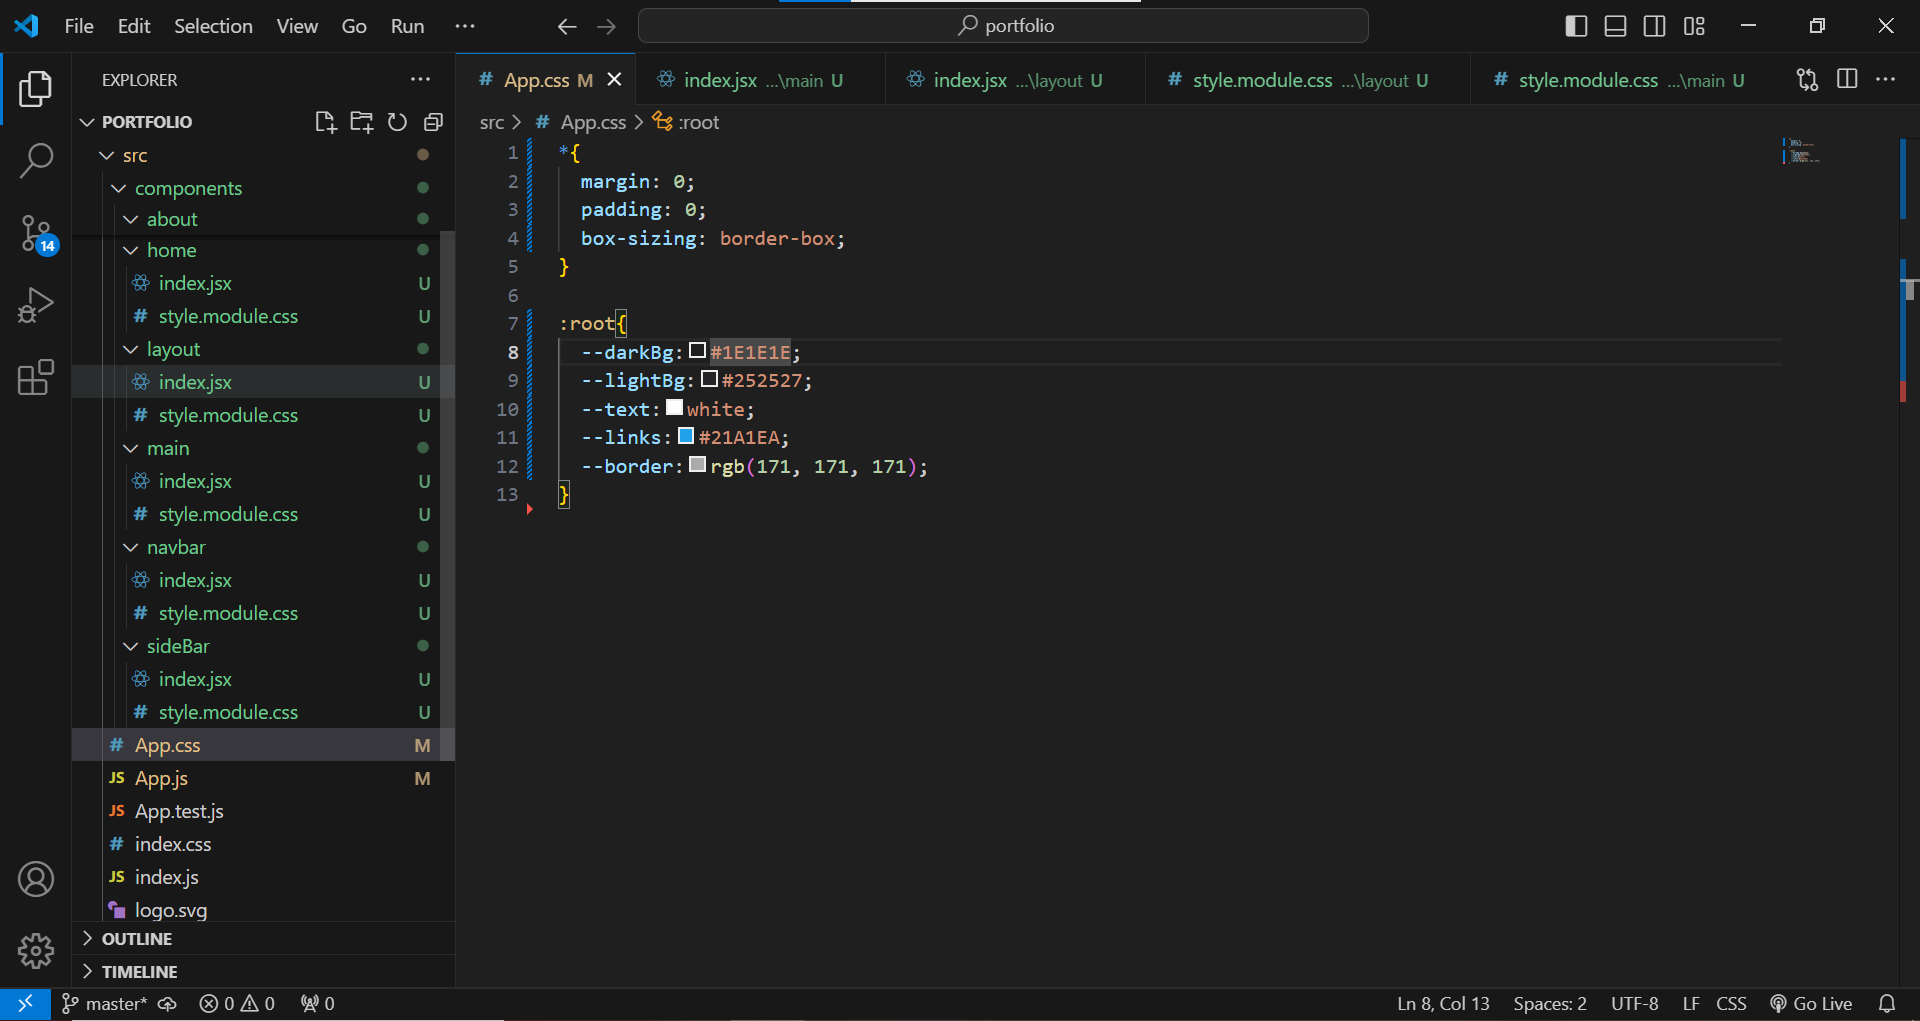 File Edit Selection View Go Run
portfolio
EXPLORER
PORTFOLIO
src
components
about
home
index.jsx U
# style.module.css U
layout
index.jsx U
# style.module.css U
main
index.jsx U
# style.module.css U
navbar
index.jsx U
# style.module.css U
sideBar
index.jsx U
# style.module.css U
# App.css M
JS App.js M
JS App.test.js
# index.css
JS index.js
logo.svg
OUTLINE
TIMELINE
14
# App.css M
index.jsx ...\main U
index.jsx ...\layout U
# style.module.css ...\layout U
# style.module.css ...\main U
src > # App.css > :root
1 *{
2 margin: 0;
3 padding: 0;
4 box-sizing: border-box;
5 }
6
7 :root{
8 --darkBg: #1E1E1E;
9 --lightBg: #252527;
10 --text: white;
11 --links: #21A1EA;
12 --border: rgb(171, 171, 171);
13 }
master* 0 0 0
Ln 8, Col 13 Spaces: 2 UTF-8 LF CSS Go Live